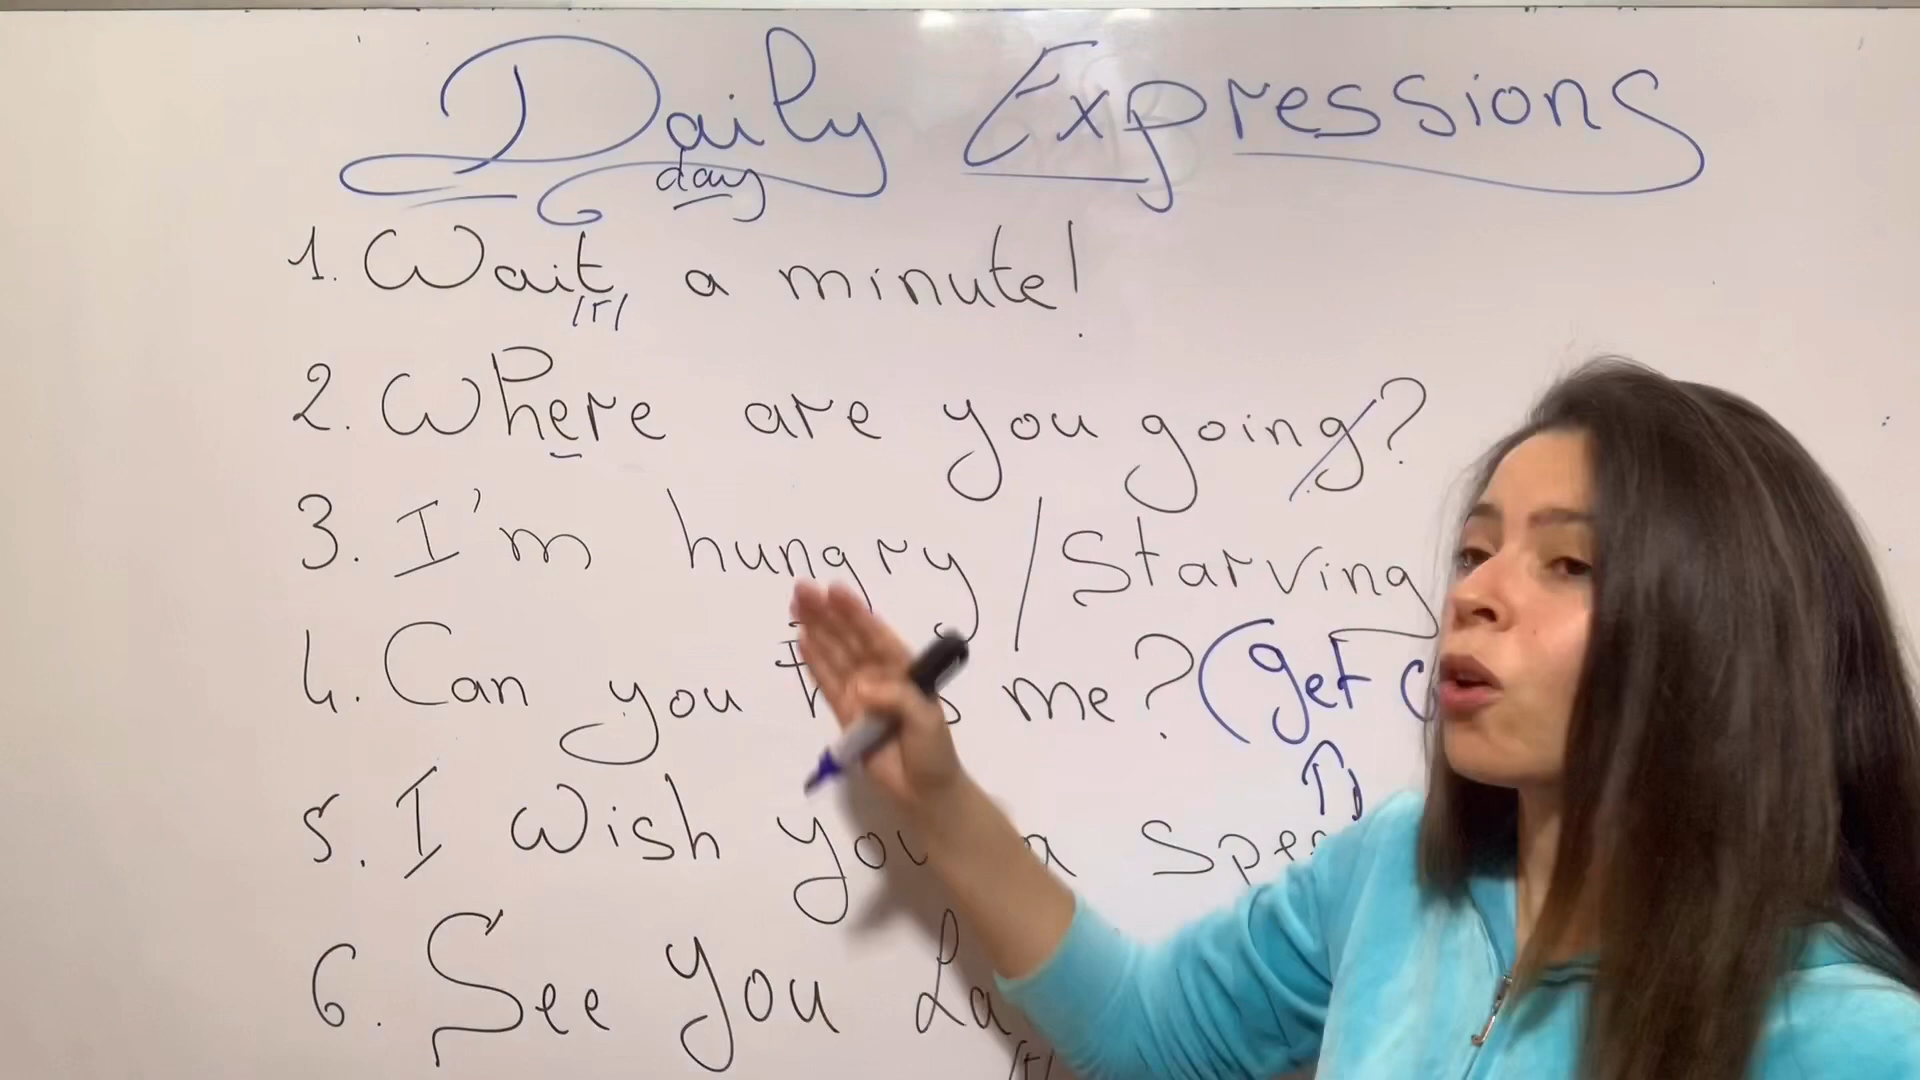 Daily Expressions
day
1. Wait a minute!
/r/
2. Where are you going?
3. I'm hungry / Starving
4. Can you me? (get
5. I wish a
6. See you
/t/